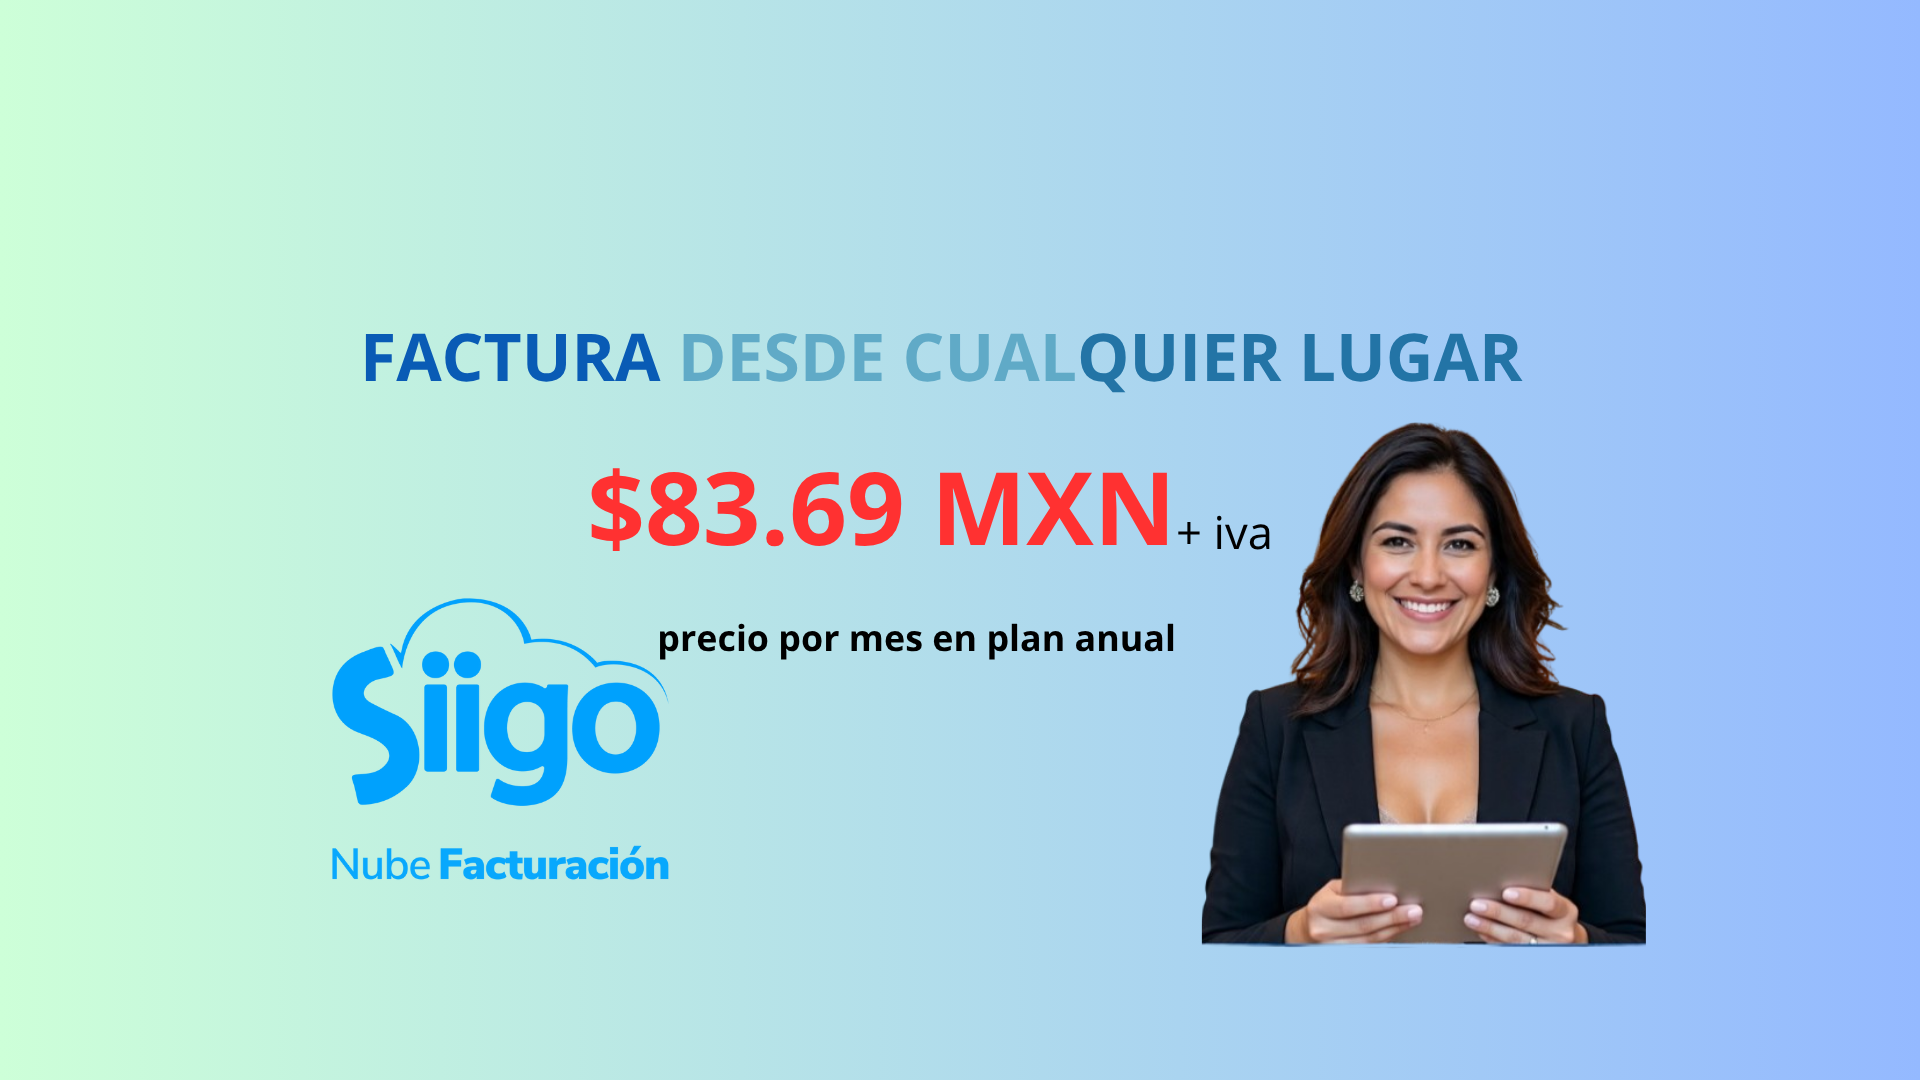 FACTURA DESDE CUALQUIER LUGAR
$83.69 MXN + iva
precio por mes en plan anual
Siigo
Nube Facturación